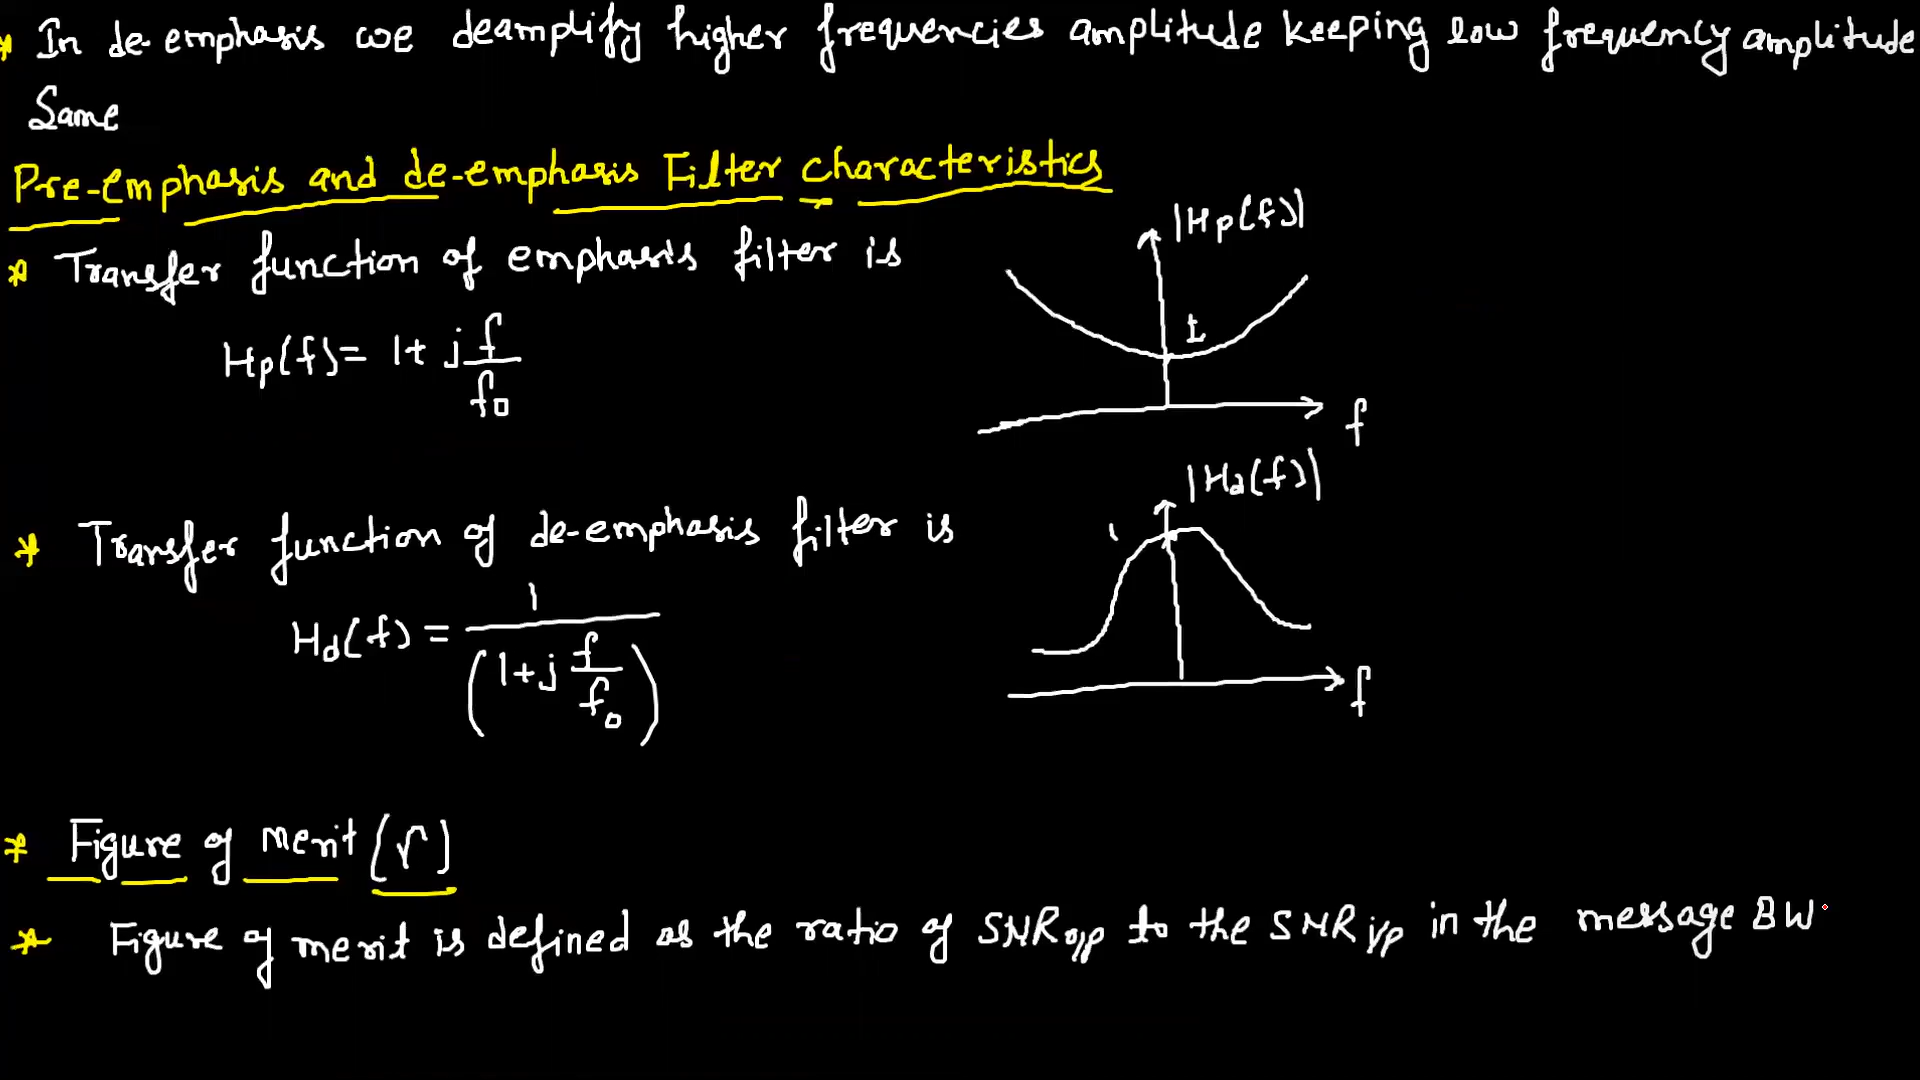 * In de-emphasis we deamplify higher frequencies amplitude keeping low frequency amplitude
Same
Pre-emphasis and de-emphasis Filter characteristics
* Transfer function of emphasis filter is
Hp(f)= 1+ j f/f0
|Hp(f)|
1
f
* Transfer function of de-emphasis filter is
Hd(f) = 1/(1+j f/f0)
|Hd(f)|
1
f
* Figure of merit (γ)
* Figure of merit is defined as the ratio of SNR o/p to the SNR i/p in the message BW